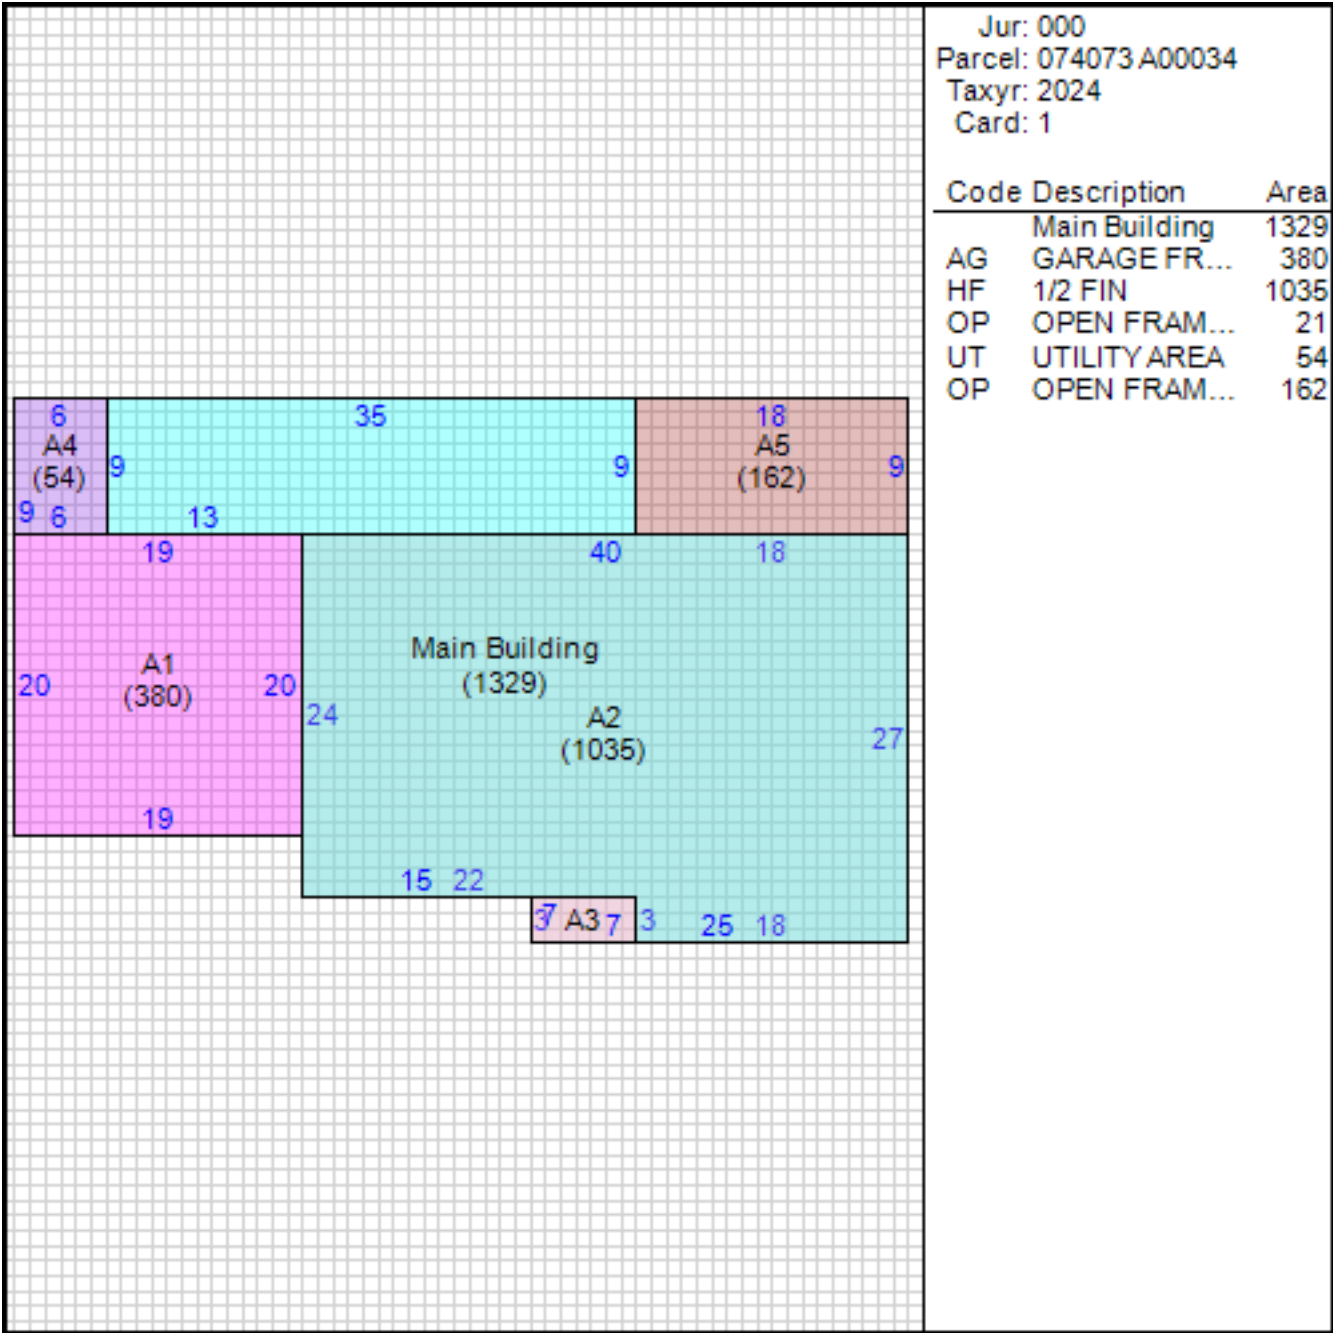 Jur: 000
Parcel: 074073 A00034
Taxyr: 2024
Card: 1
Code Description Area
Main Building 1329
AG GARAGE FR... 380
HF 1/2 FIN 1035
OP OPEN FRAM... 21
UT UTILITY AREA 54
OP OPEN FRAM... 162
6 35 18
A4 A5
(54) 9 9 (162) 9
9 6 13
19 40 18
Main Building
(1329)
A1
(380)
20 20
24
A2
(1035)
27
19
15 22
7
3 A3 7 3 25 18